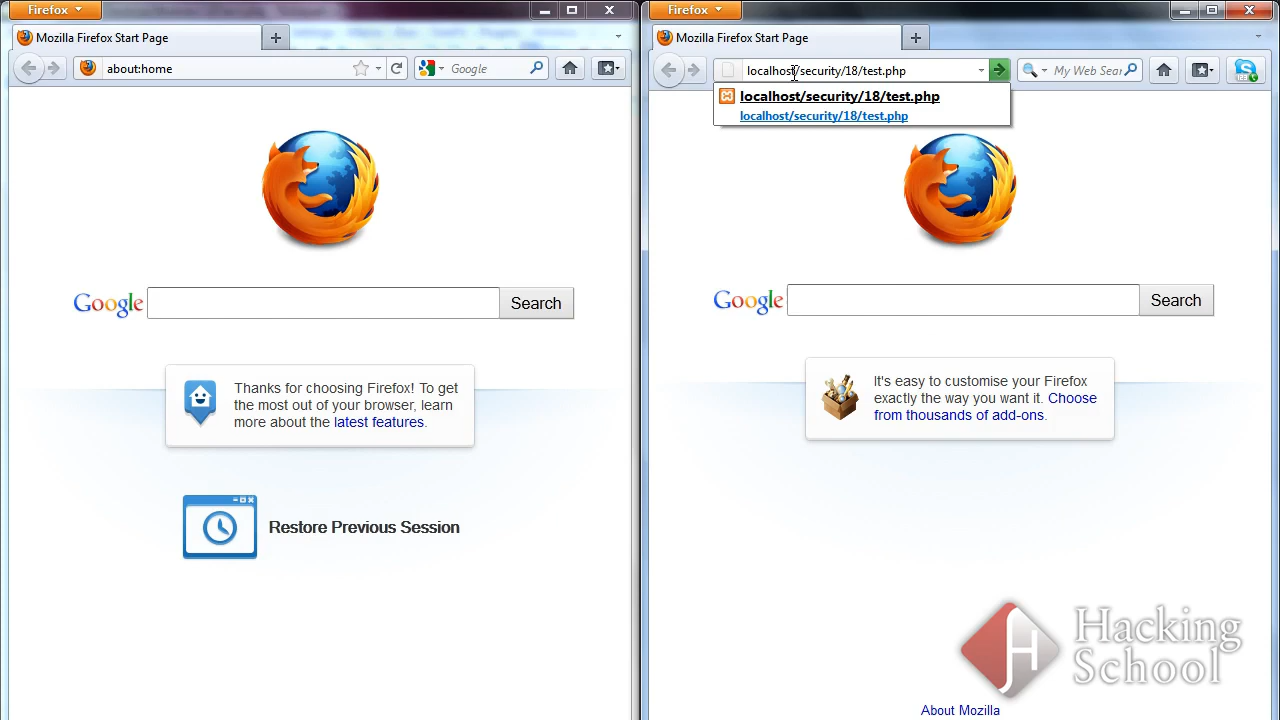 Firefox
Mozilla Firefox Start Page
about:home
Google
Google
Search
Thanks for choosing Firefox! To get
the most out of your browser, learn
more about the latest features.
Restore Previous Session
Firefox
Mozilla Firefox Start Page
localhost/security/18/test.php
My Web Sear
localhost/security/18/test.php
localhost/security/18/test.php
Google
Search
It's easy to customise your Firefox
exactly the way you want it. Choose
from thousands of add-ons.
Hacking
School
About Mozilla